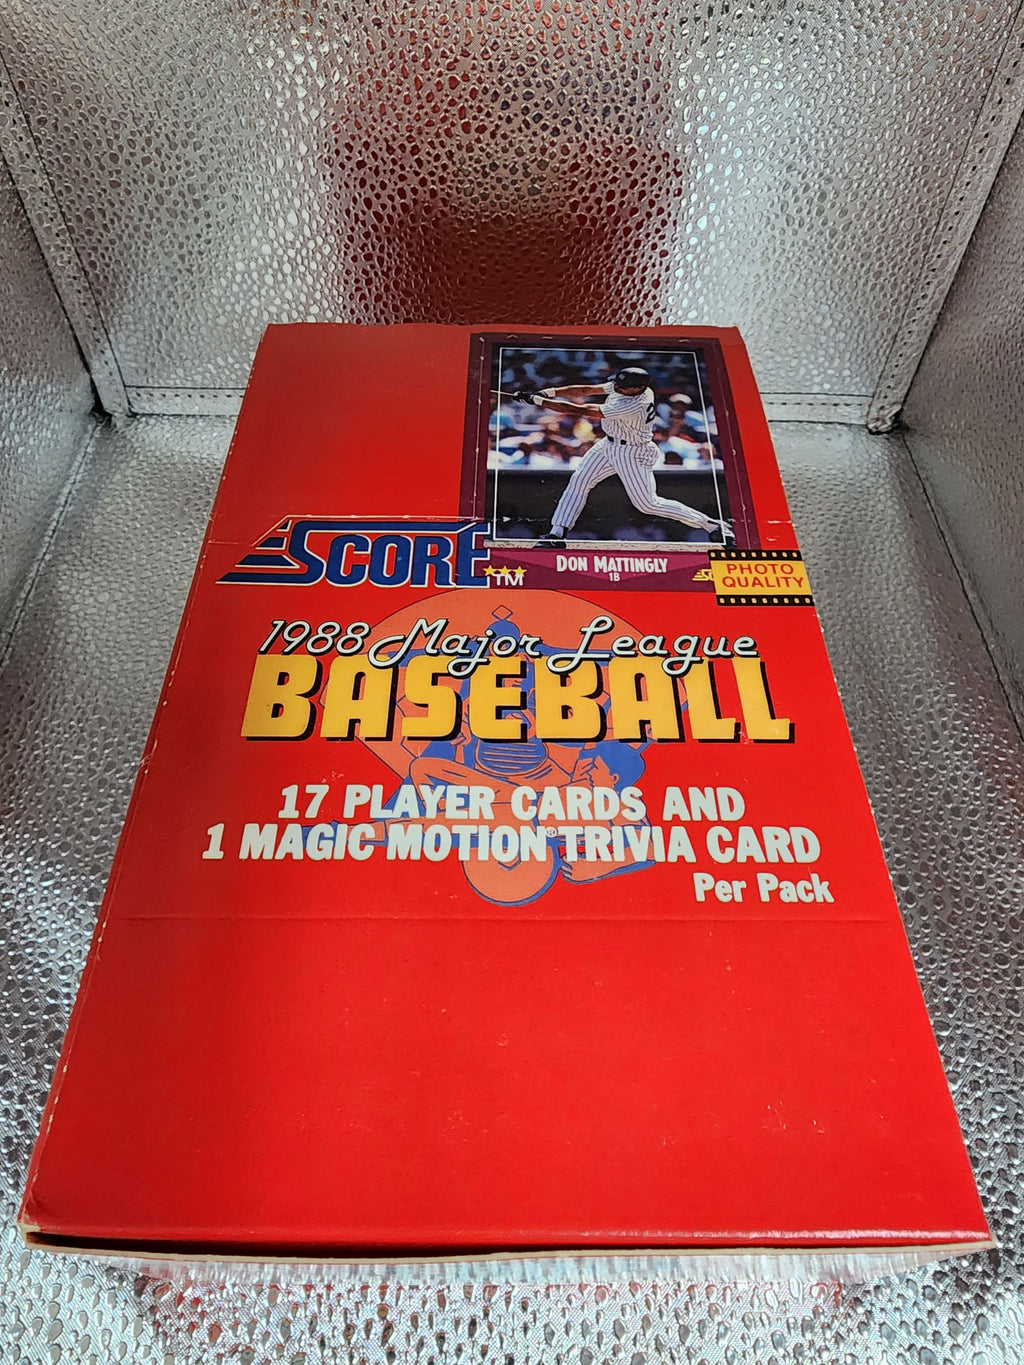 DON MATTINGLY
1B
PHOTO
QUALITY
SCORE
TM
1988 Major League
BASEBALL
17 PLAYER CARDS AND
1 MAGIC MOTION® TRIVIA CARD
Per Pack